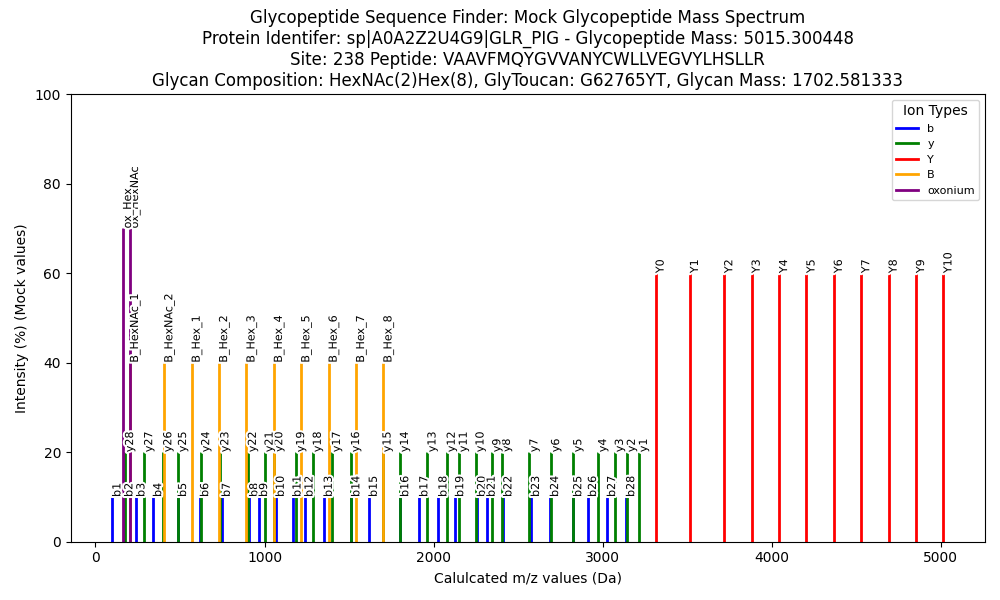 Glycopeptide Sequence Finder: Mock Glycopeptide Mass Spectrum
Protein Identifer: sp|A0A2Z2U4G9|GLR_PIG - Glycopeptide Mass: 5015.300448
Site: 238 Peptide: VAAVFMQYGVVANYCWLLVEGVYLHSLLR
Glycan Composition: HexNAc(2)Hex(8), GlyToucan: G62765YT, Glycan Mass: 1702.581333
100
80
60
40
20
0
Intensity (%) (Mock values)
Ion Types
b
y
Y
B
oxonium
ox_Hex
ox_HexNAc
Y0
Y1
Y2
Y3
Y4
Y5
Y6
Y7
Y8
Y9
Y10
B_HexNAc_1
B_HexNAc_2
B_Hex_1
B_Hex_2
B_Hex_3
B_Hex_4
B_Hex_5
B_Hex_6
B_Hex_7
B_Hex_8
y28
y27
y26
y25
y24
y23
y22
y21
y20
y19
y18
y17
y16
y15
y14
y13
y12
y11
y10
y9
y8
y7
y6
y5
y4
y3
y2
y1
b1
b2
b3
b4
b5
b6
b7
b8
b9
b10
b11
b12
b13
b14
b15
b16
b17
b18
b19
b20
b21
b22
b23
b24
b25
b26
b27
b28
0
1000
2000
3000
4000
5000
Calulcated m/z values (Da)